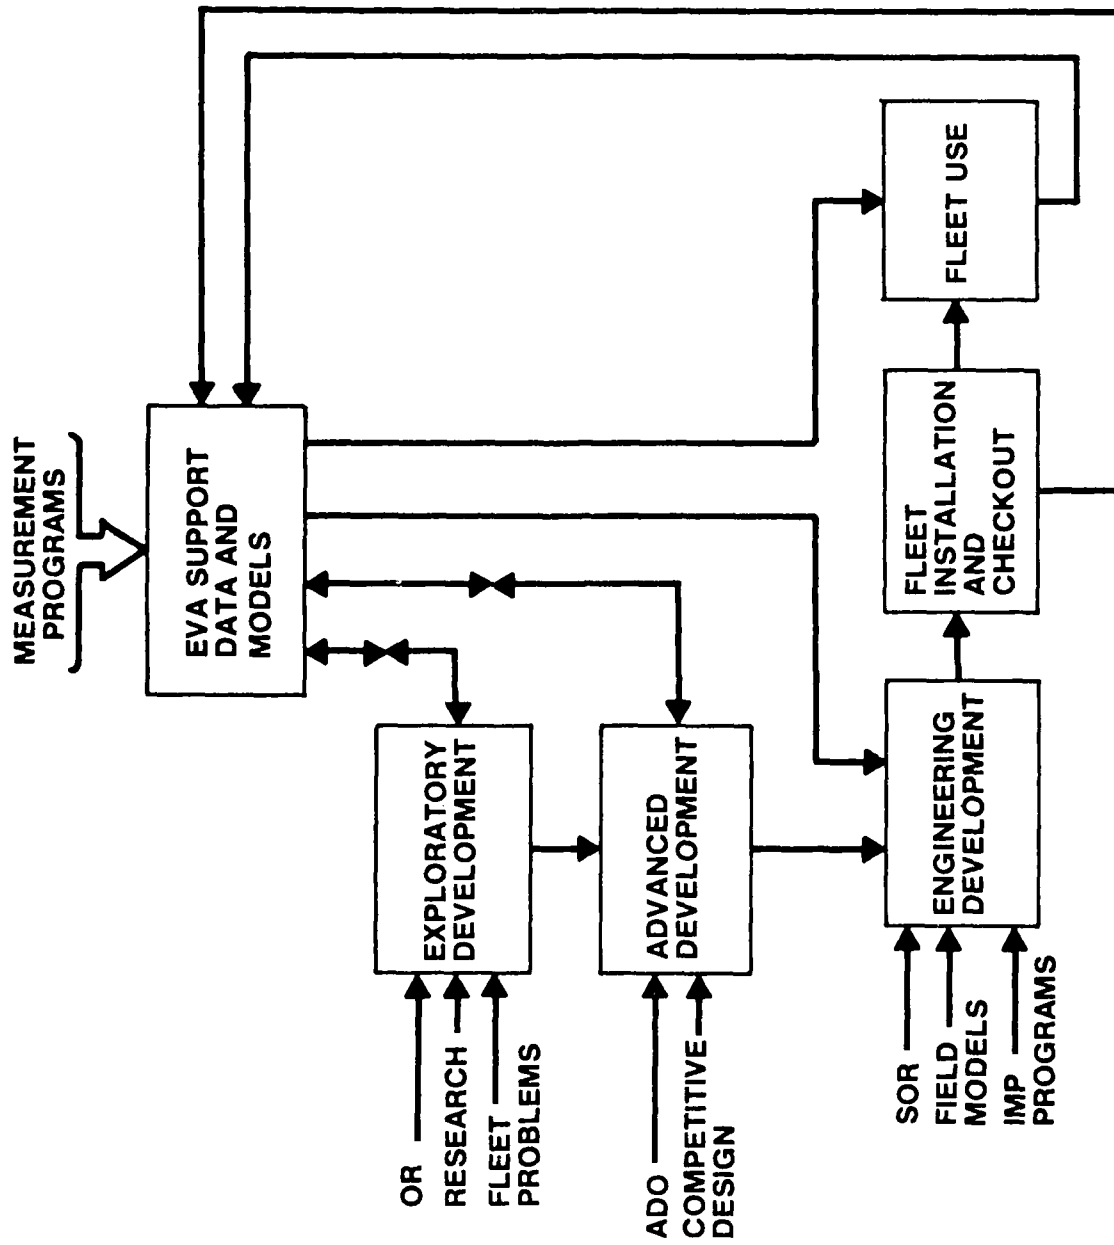 MEASUREMENT
PROGRAMS
EVA SUPPORT
DATA AND
MODELS
OR
RESEARCH
FLEET
PROBLEMS
EXPLORATORY
DEVELOPMENT
ADO
COMPETITIVE
DESIGN
ADVANCED
DEVELOPMENT
SOR
FIELD
MODELS
IMP
PROGRAMS
ENGINEERING
DEVELOPMENT
FLEET
INSTALLATION
AND
CHECKOUT
FLEET USE